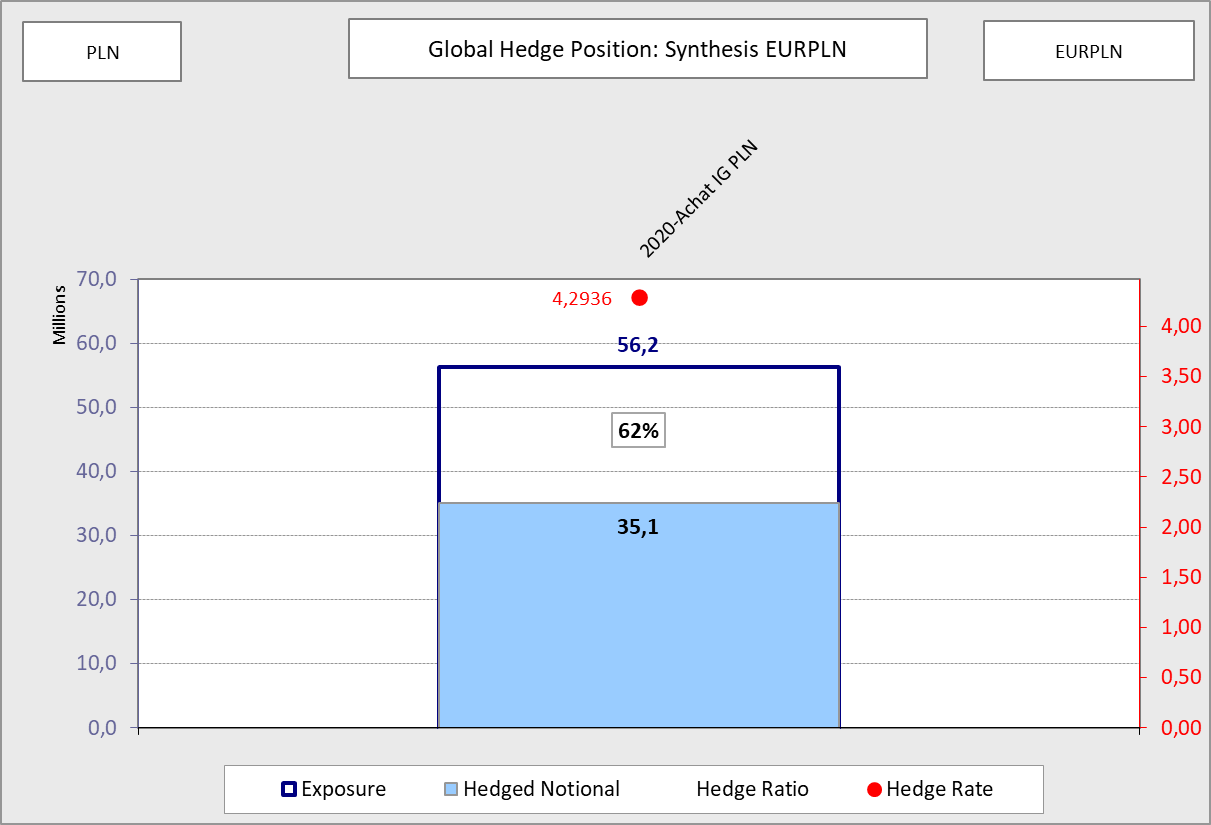 PLN
Global Hedge Position: Synthesis EURPLN
EURPLN
2020-Achat IG PLN
Millions
70,0
60,0
50,0
40,0
30,0
20,0
10,0
0,0
4,2936
56,2
62%
35,1
4,00
3,50
3,00
2,50
2,00
1,50
1,00
0,50
0,00
Exposure
Hedged Notional
Hedge Ratio
Hedge Rate